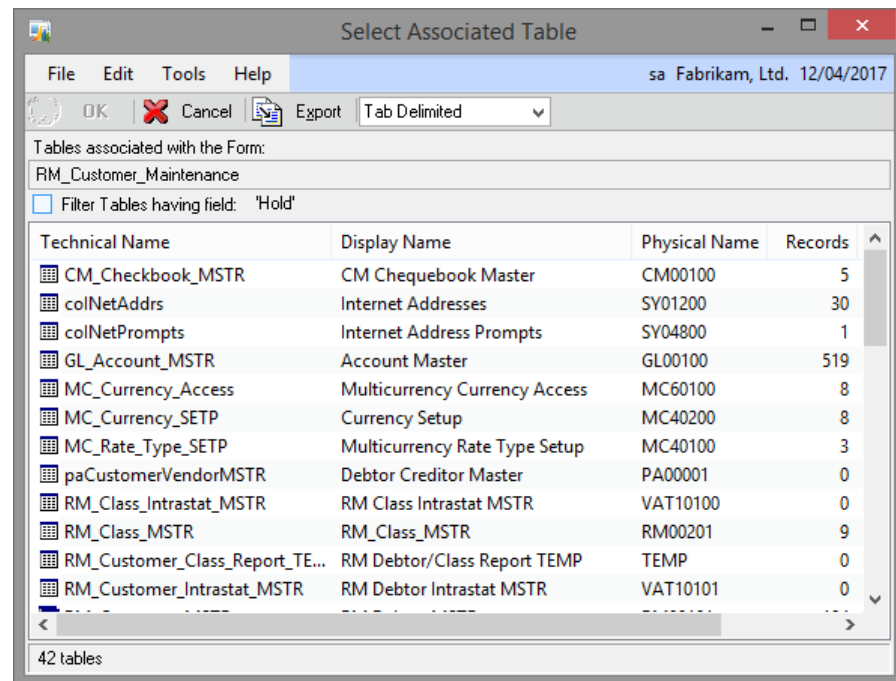 Select Associated Table
File Edit Tools Help sa Fabrikam, Ltd. 12/04/2017
OK Cancel Export Tab Delimited
Tables associated with the Form:
RM_Customer_Maintenance
Filter Tables having field: 'Hold'
Technical Name Display Name Physical Name Records
CM_Checkbook_MSTR CM Chequebook Master CM00100 5
colNetAddrs Internet Addresses SY01200 30
colNetPrompts Internet Address Prompts SY04800 1
GL_Account_MSTR Account Master GL00100 519
MC_Currency_Access Multicurrency Currency Access MC60100 8
MC_Currency_SETP Currency Setup MC40200 8
MC_Rate_Type_SETP Multicurrency Rate Type Setup MC40100 3
paCustomerVendorMSTR Debtor Creditor Master PA00001 0
RM_Class_Intrastat_MSTR RM Class Intrastat MSTR VAT10100 0
RM_Class_MSTR RM_Class_MSTR RM00201 9
RM_Customer_Class_Report_TE... RM Debtor/Class Report TEMP TEMP 0
RM_Customer_Intrastat_MSTR RM Debtor Intrastat MSTR VAT10101 0
42 tables